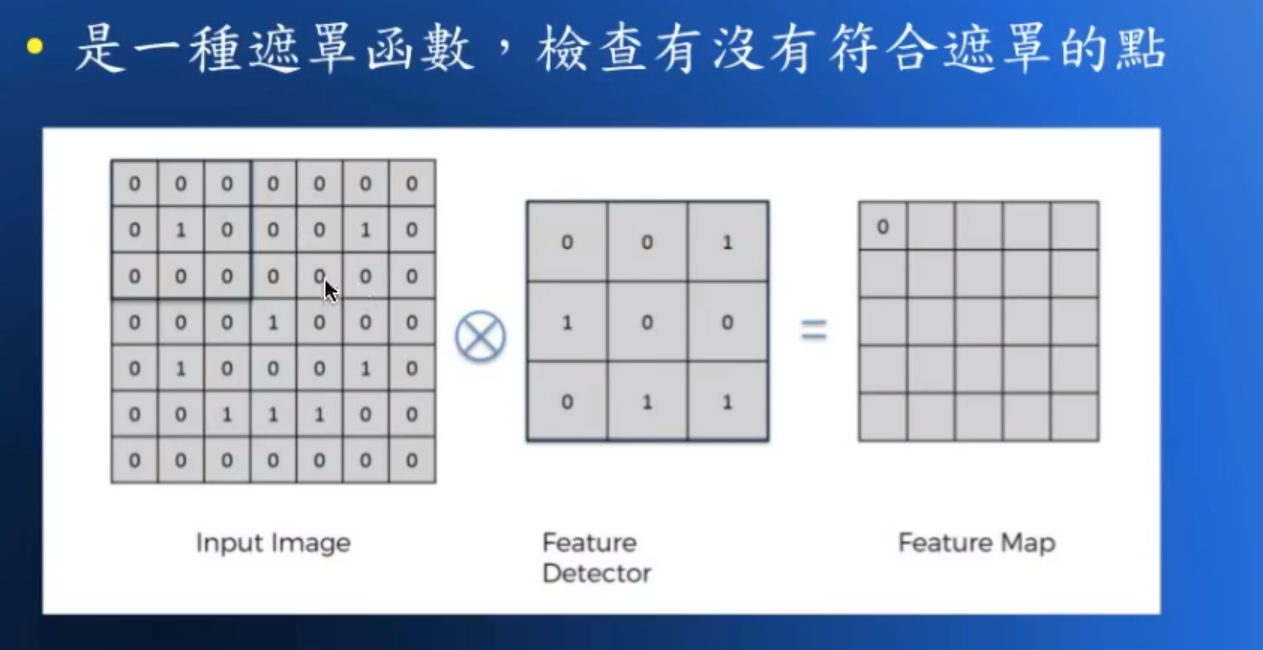 • 是一種遮罩函數，檢查有沒有符合遮罩的點
0 0 0 0 0 0 0
0 1 0 0 0 1 0
0 0 0 0 0 0 0
0 0 0 1 0 0 0
0 1 0 0 0 1 0
0 0 1 1 1 0 0
0 0 0 0 0 0 0
Input Image
0 0 1
1 0 0
0 1 1
Feature
Detector
=
0
Feature Map